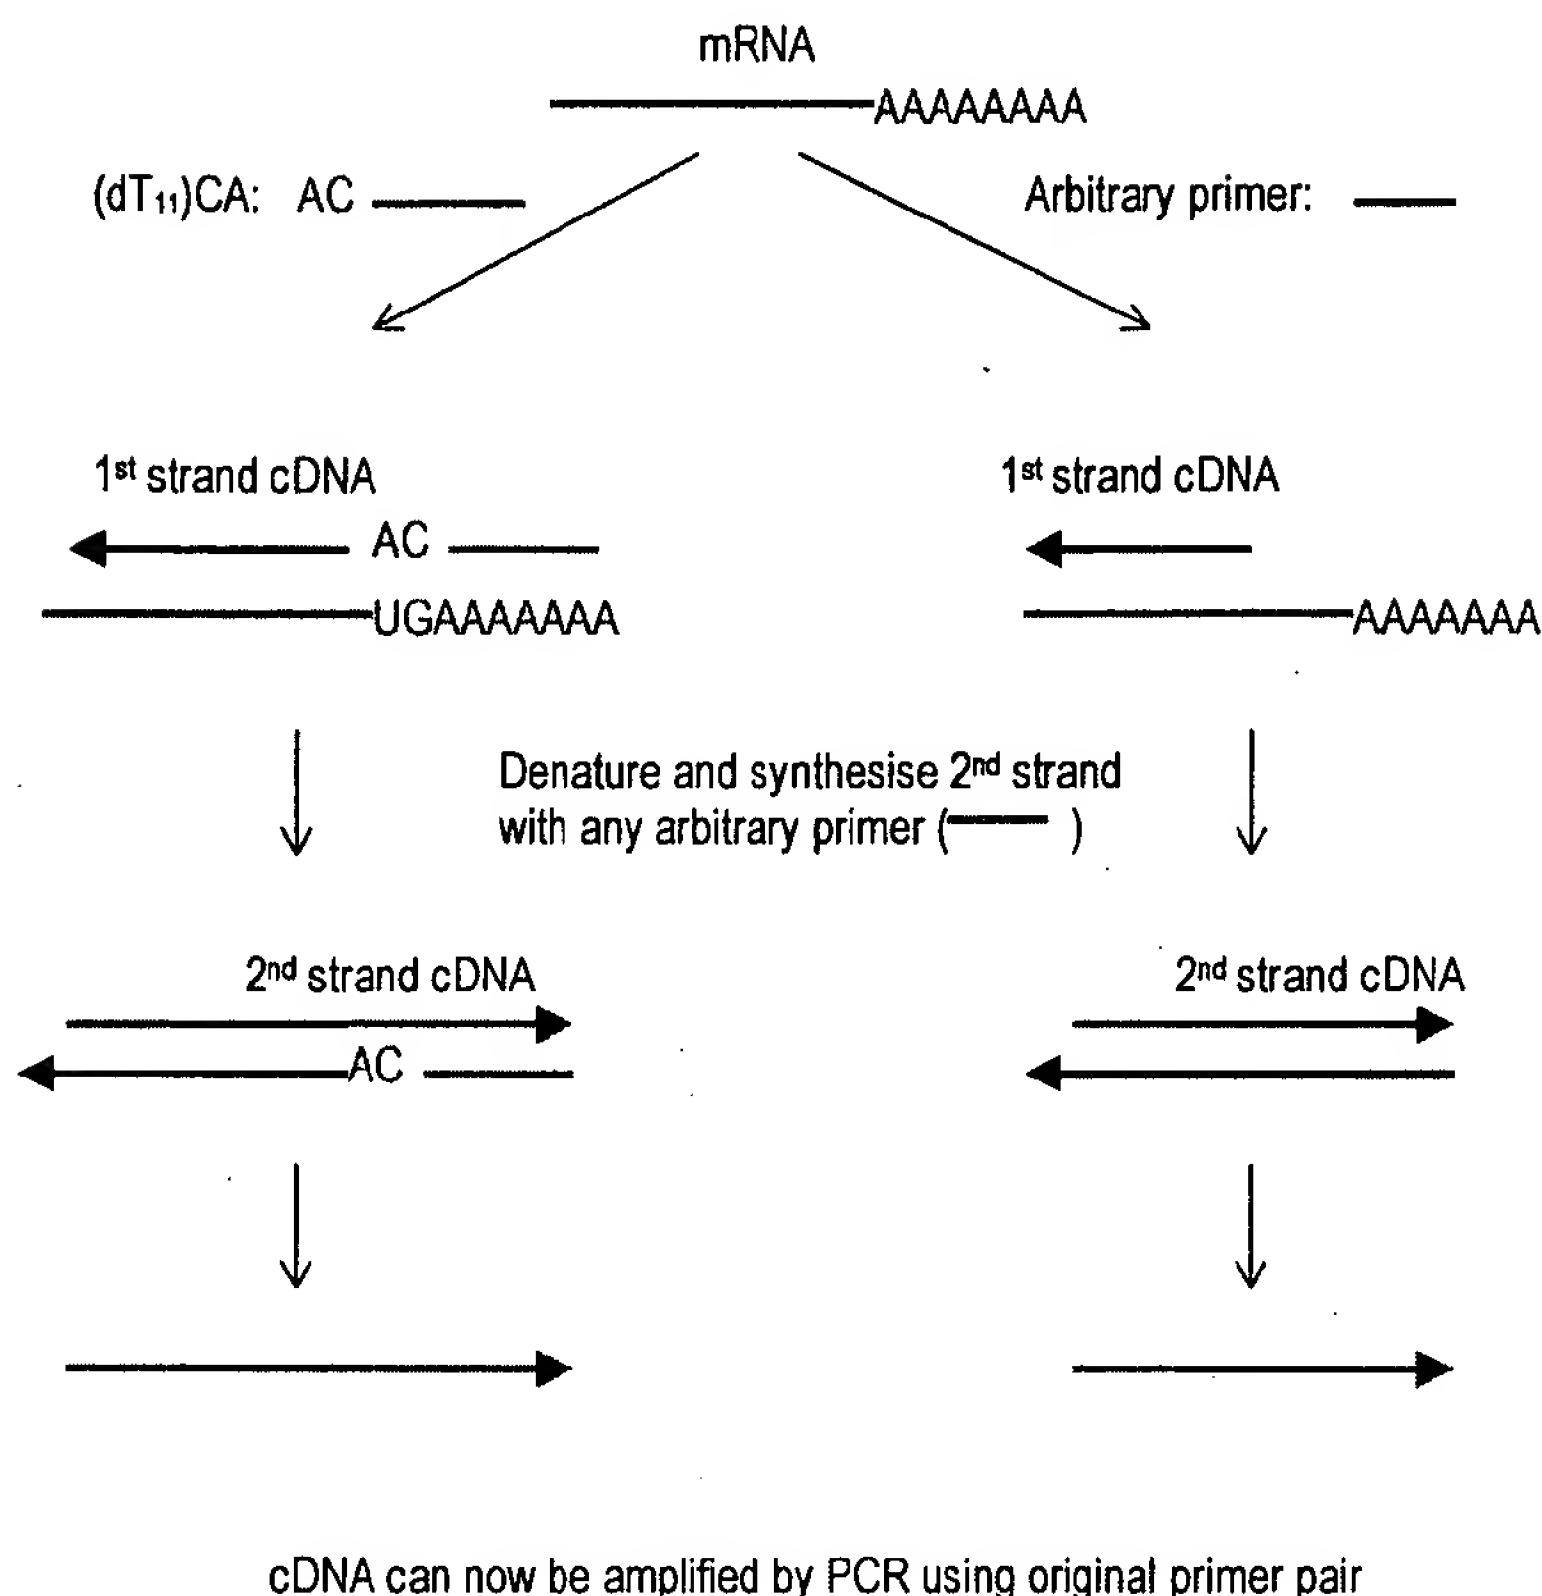 mRNA
AAAAAAAA
(dT₁₁)CA: AC
Arbitrary primer:
1st strand cDNA
AC
UGAAAAAAA
1st strand cDNA
AAAAAAA
Denature and synthesise 2nd strand
with any arbitrary primer ( )
2nd strand cDNA
AC
2nd strand cDNA
cDNA can now be amplified by PCR using original primer pair